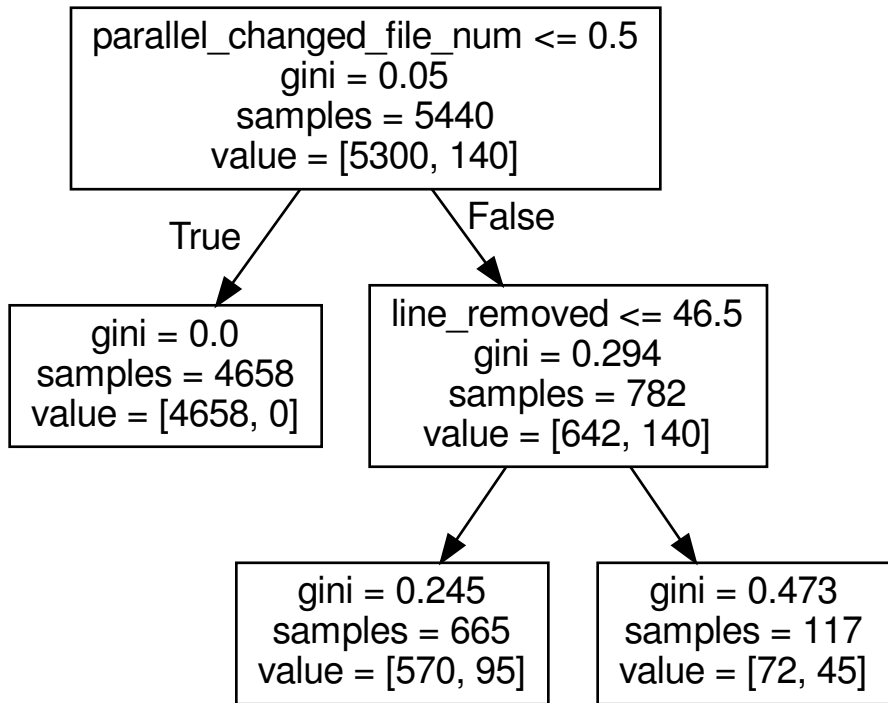 parallel_changed_file_num <= 0.5
gini = 0.05
samples = 5440
value = [5300, 140]
True
False
gini = 0.0
samples = 4658
value = [4658, 0]
line_removed <= 46.5
gini = 0.294
samples = 782
value = [642, 140]
gini = 0.245
samples = 665
value = [570, 95]
gini = 0.473
samples = 117
value = [72, 45]